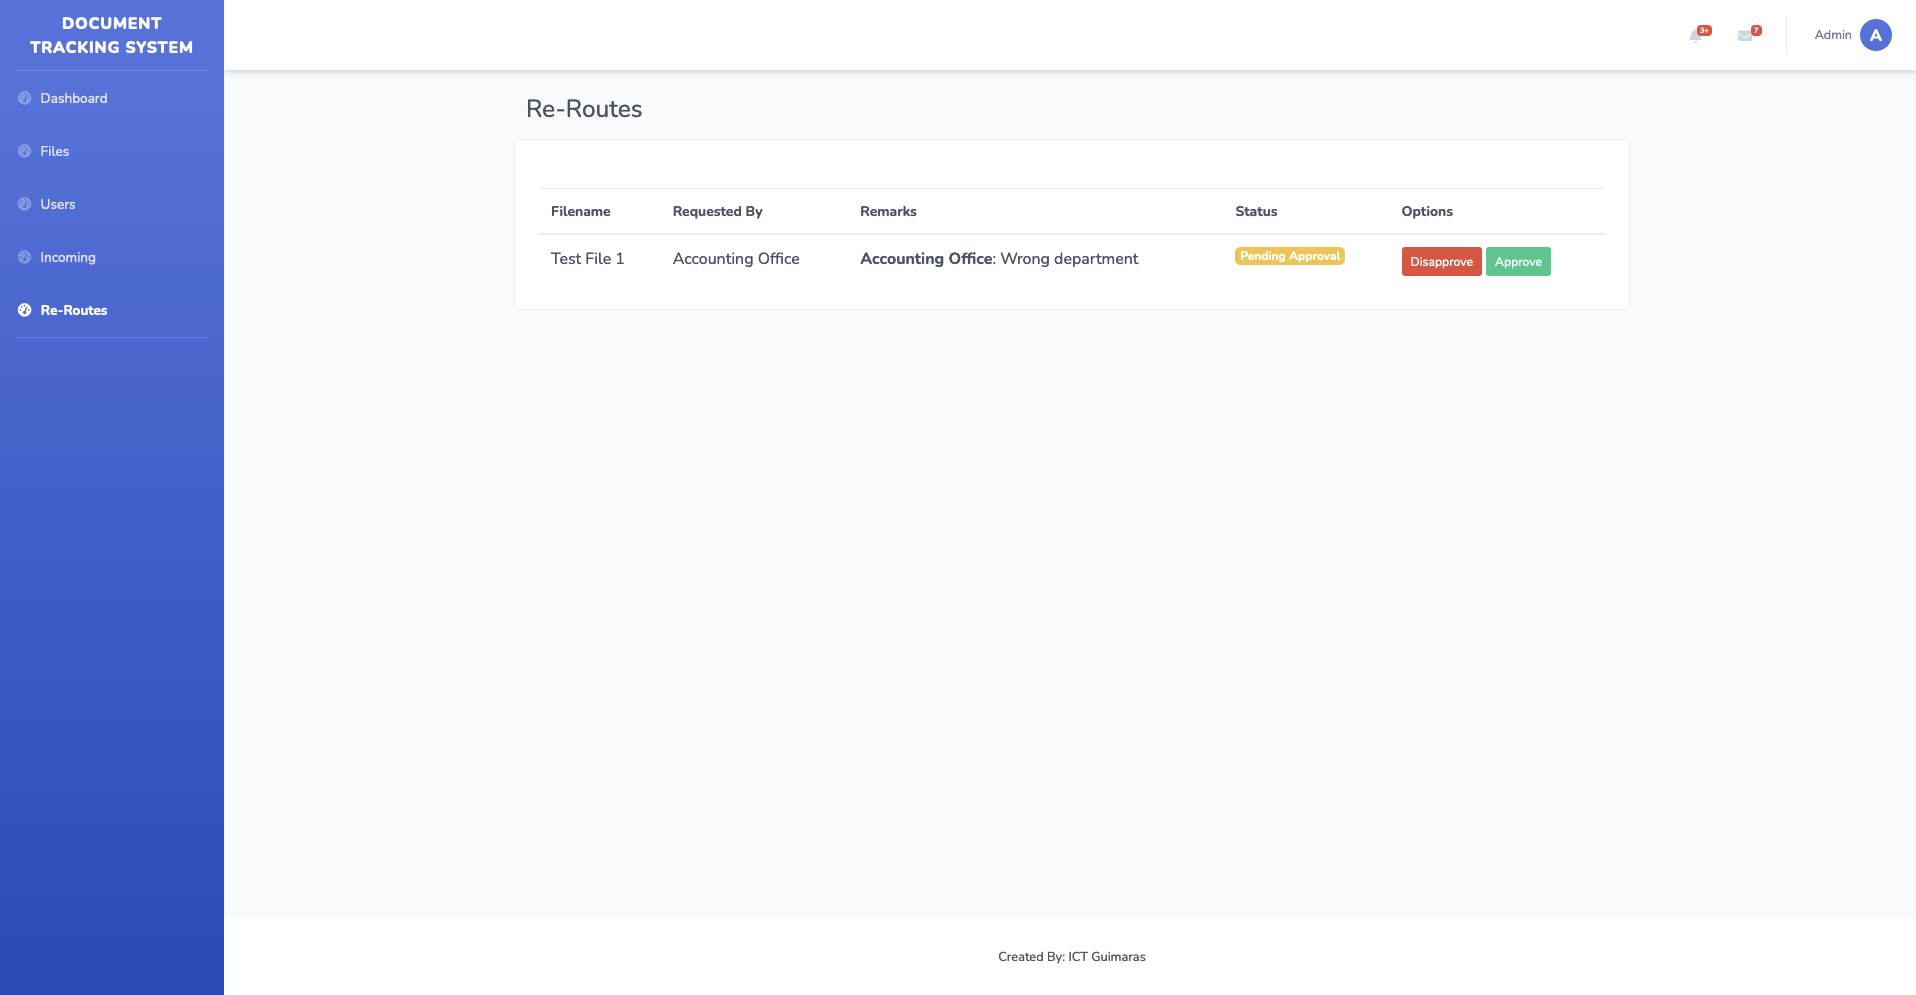 DOCUMENT
TRACKING SYSTEM
Dashboard
Files
Users
Incoming
Re-Routes
3+
7
Admin
A
Re-Routes
Filename Requested By Remarks Status Options
Test File 1 Accounting Office Accounting Office: Wrong department Pending Approval Disapprove Approve
Created By: ICT Guimaras